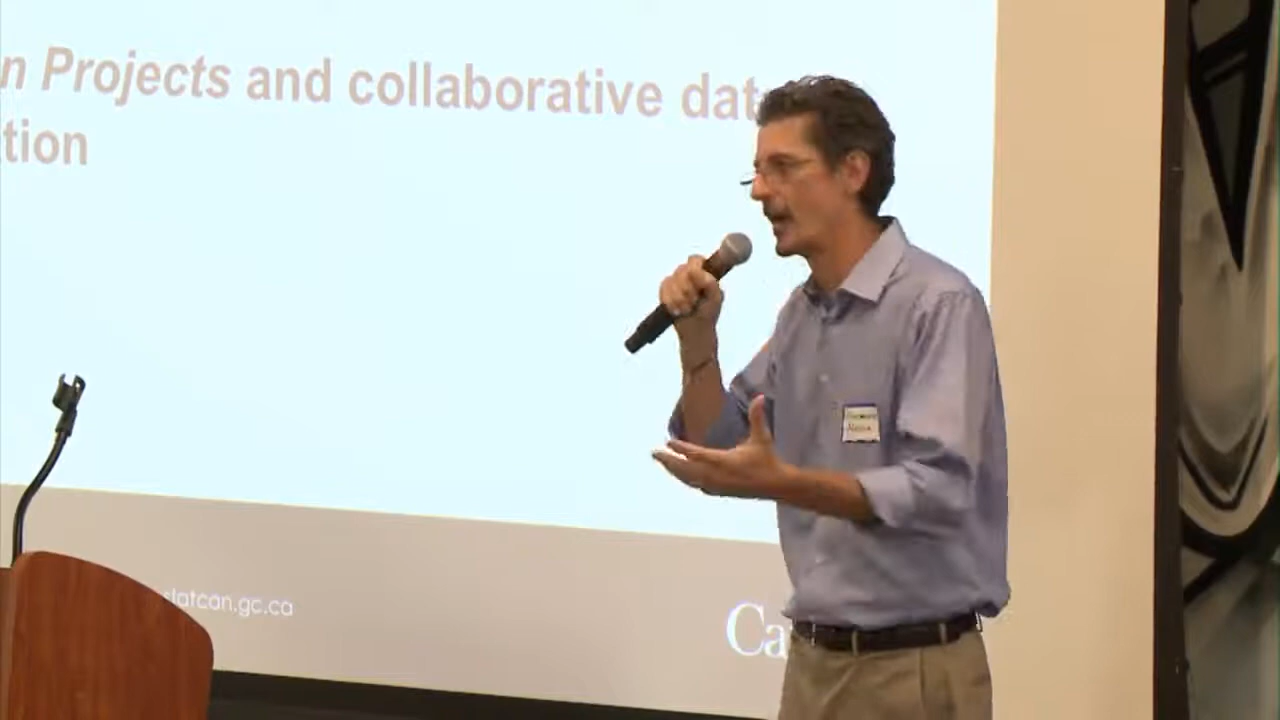 n Projects and collaborative dat
tion
statcan.gc.ca
Ca